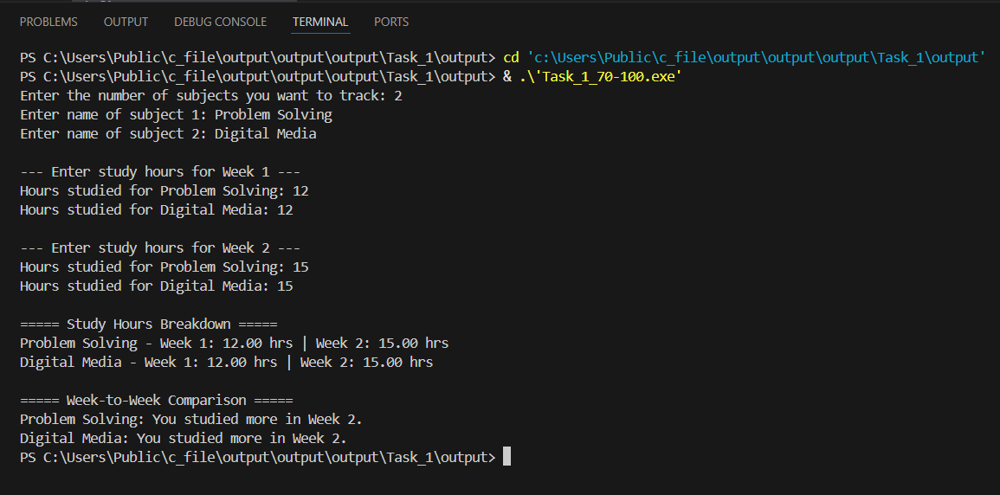 PROBLEMS OUTPUT DEBUG CONSOLE TERMINAL PORTS
PS C:\Users\Public\c_file\output\output\output\Task_1\output> cd 'c:\Users\Public\c_file\output\output\output\Task_1\output'
PS C:\Users\Public\c_file\output\output\output\Task_1\output> & .\'Task_1_70-100.exe'
Enter the number of subjects you want to track: 2
Enter name of subject 1: Problem Solving
Enter name of subject 2: Digital Media
--- Enter study hours for Week 1 ---
Hours studied for Problem Solving: 12
Hours studied for Digital Media: 12
--- Enter study hours for Week 2 ---
Hours studied for Problem Solving: 15
Hours studied for Digital Media: 15
===== Study Hours Breakdown =====
Problem Solving - Week 1: 12.00 hrs | Week 2: 15.00 hrs
Digital Media - Week 1: 12.00 hrs | Week 2: 15.00 hrs
===== Week-to-Week Comparison =====
Problem Solving: You studied more in Week 2.
Digital Media: You studied more in Week 2.
PS C:\Users\Public\c_file\output\output\output\Task_1\output>